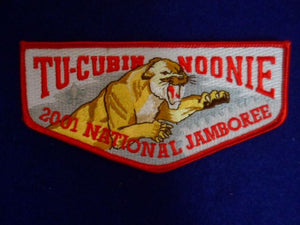 TU-CUBIN NOONIE
2001 NATIONAL JAMBOREE